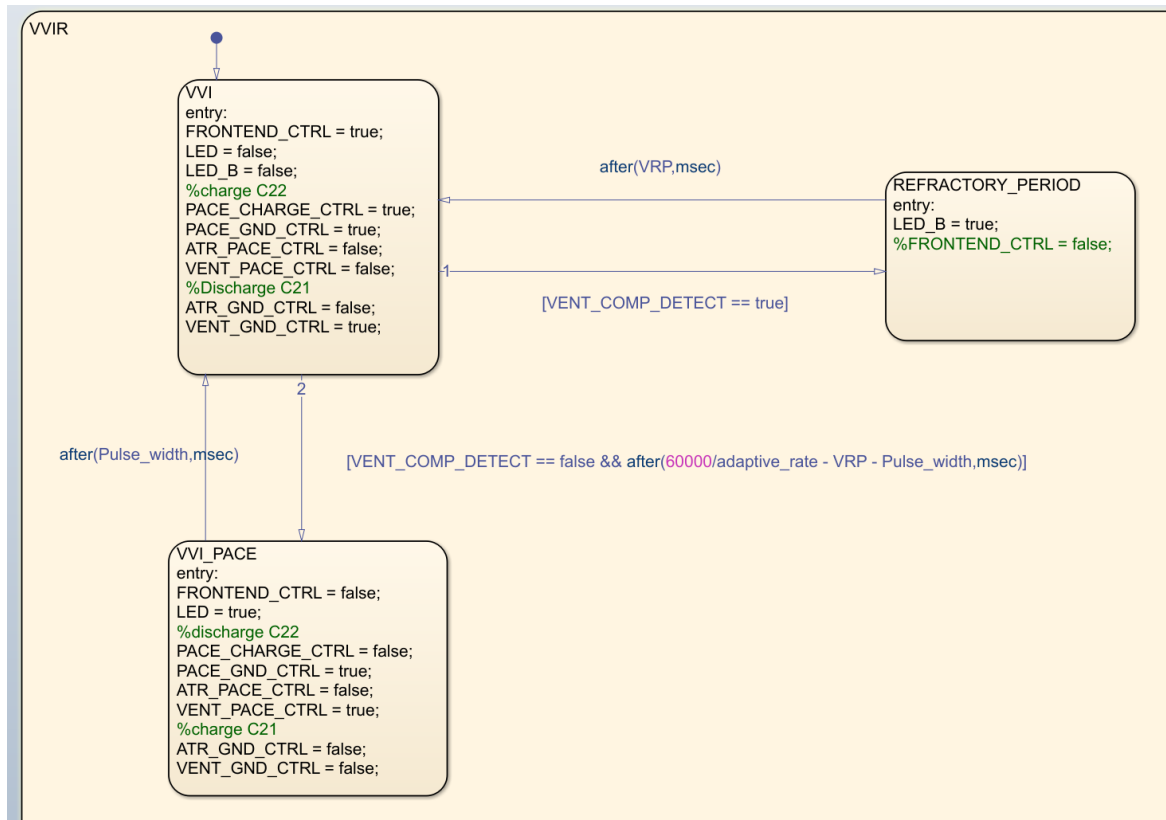 VVIR
VVI
entry:
FRONTEND_CTRL = true;
LED = false;
LED_B = false;
%charge C22
PACE_CHARGE_CTRL = true;
PACE_GND_CTRL = true;
ATR_PACE_CTRL = false;
VENT_PACE_CTRL = false;
%Discharge C21
ATR_GND_CTRL = false;
VENT_GND_CTRL = true;
after(VRP,msec)
REFRACTORY_PERIOD
entry:
LED_B = true;
%FRONTEND_CTRL = false;
1
[VENT_COMP_DETECT == true]
2
after(Pulse_width,msec)
[VENT_COMP_DETECT == false && after(60000/adaptive_rate - VRP - Pulse_width,msec)]
VVI_PACE
entry:
FRONTEND_CTRL = false;
LED = true;
%discharge C22
PACE_CHARGE_CTRL = false;
PACE_GND_CTRL = true;
ATR_PACE_CTRL = false;
VENT_PACE_CTRL = true;
%charge C21
ATR_GND_CTRL = false;
VENT_GND_CTRL = false;